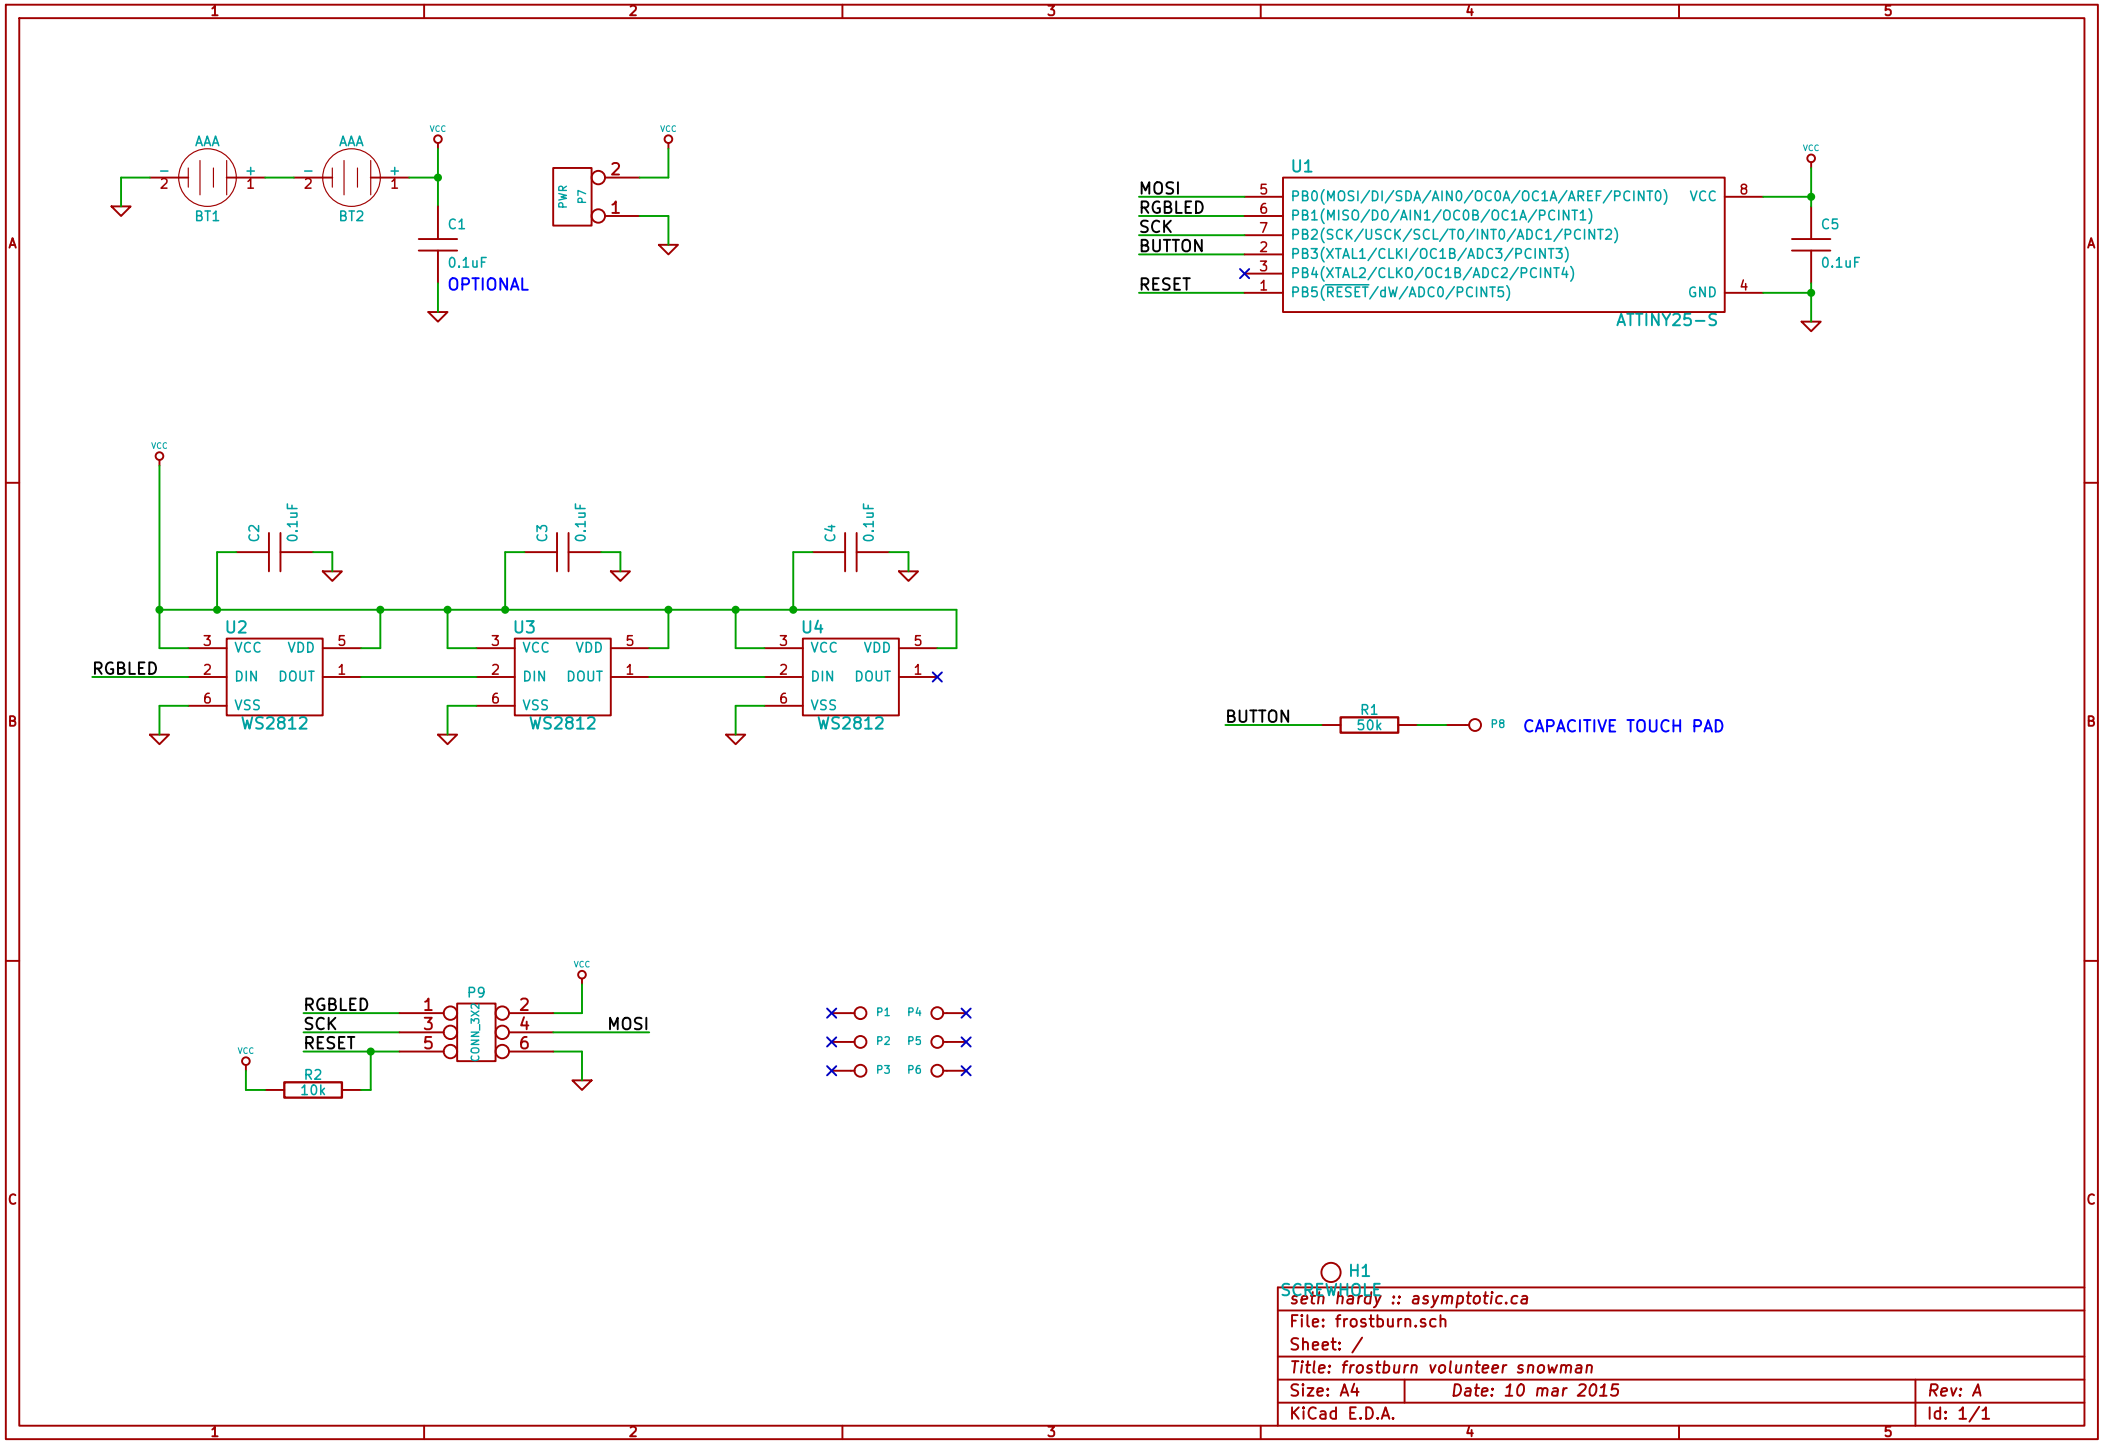 1 2 3 4 5
A A
B B
C C
VCC
VCC
AAA
AAA
- +
2 1
- +
2 1
BT1
BT2
C1
0.1uF
OPTIONAL
PWR
P7
2
1
VCC
U1
MOSI 5 PB0(MOSI/DI/SDA/AIN0/OC0A/OC1A/AREF/PCINT0) VCC 8
RGBLED 6 PB1(MISO/DO/AIN1/OC0B/OC1A/PCINT1)
SCK 7 PB2(SCK/USCK/SCL/T0/INT0/ADC1/PCINT2)
BUTTON 2 PB3(XTAL1/CLKI/OC1B/ADC3/PCINT3)
3 PB4(XTAL2/CLKO/OC1B/ADC2/PCINT4)
RESET 1 PB5(RESET/dW/ADC0/PCINT5) GND 4
ATTINY25-S
C5
0.1uF
VCC
C2
0.1uF
C3
0.1uF
C4
0.1uF
U2
3 VCC VDD 5
RGBLED 2 DIN DOUT 1
6 VSS
WS2812
U3
3 VCC VDD 5
2 DIN DOUT 1
6 VSS
WS2812
U4
3 VCC VDD 5
2 DIN DOUT 1
6 VSS
WS2812
BUTTON
R1
50k
P8
CAPACITIVE TOUCH PAD
VCC
P9
CONN_3X2
RGBLED 1 2
SCK 3 4 MOSI
RESET 5 6
VCC
R2
10k
P1 P4
P2 P5
P3 P6
H1
SCREWHOLE
seth hardy :: asymptotic.ca
File: frostburn.sch
Sheet: /
Title: frostburn volunteer snowman
Size: A4 Date: 10 mar 2015 Rev: A
KiCad E.D.A. Id: 1/1
1 2 3 4 5